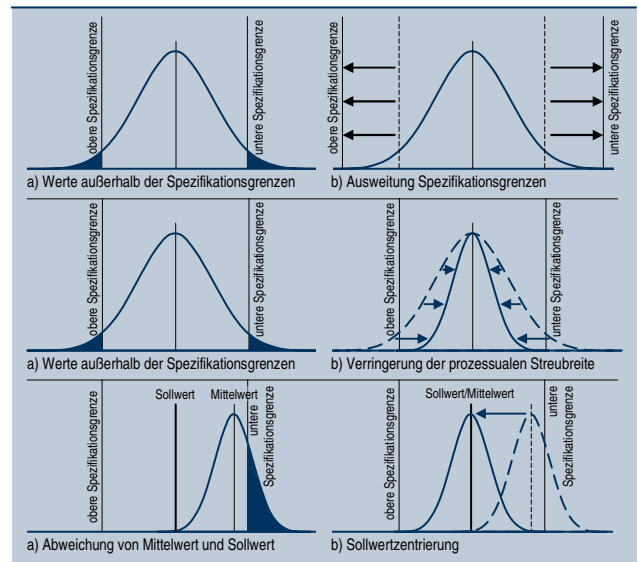 obere Spezifikationsgrenze
untere Spezifikationsgrenze
a) Werte außerhalb der Spezifikationsgrenzen
obere Spezifikationsgrenze
untere Spezifikationsgrenze
b) Ausweitung Spezifikationsgrenzen
obere Spezifikationsgrenze
untere Spezifikationsgrenze
a) Werte außerhalb der Spezifikationsgrenzen
obere Spezifikationsgrenze
untere Spezifikationsgrenze
b) Verringerung der prozessualen Streubreite
obere Spezifikationsgrenze
Sollwert
Mittelwert
untere
Spezifikationsgrenze
a) Abweichung von Mittelwert und Sollwert
obere Spezifikationsgrenze
Sollwert/Mittelwert
untere
Spezifikationsgrenze
b) Sollwertzentrierung